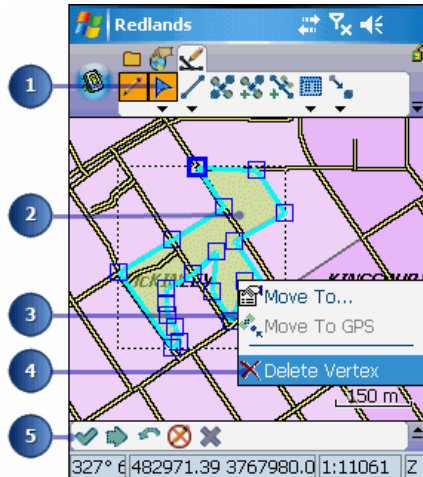 Redlands
1
2
KINLEY
3
Move To...
Move To GPS
4
Delete Vertex
150 m
5
327° 6
482971.39 3767980.0
1:11061
Z